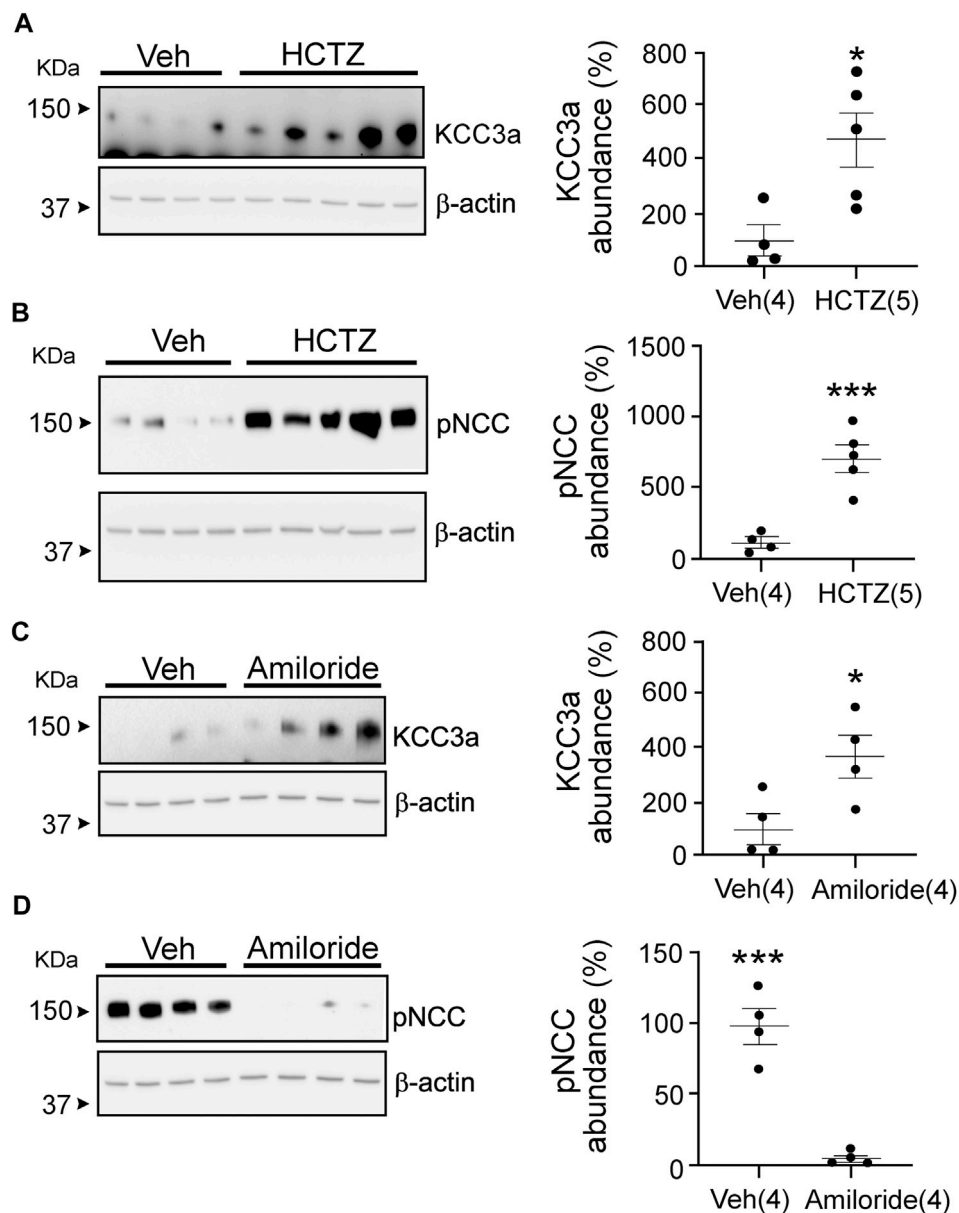 A
KDa
Veh HCTZ
150
KCC3a
37
β-actin
KCC3a
abundance (%)
800
600
400
200
0
*
Veh(4) HCTZ(5)
B
KDa
Veh HCTZ
150
pNCC
37
β-actin
pNCC
abundance (%)
1500
1000
500
0
***
Veh(4) HCTZ(5)
C
KDa
Veh Amiloride
150
KCC3a
37
β-actin
KCC3a
abundance (%)
800
600
400
200
0
*
Veh(4) Amiloride(4)
D
KDa
Veh Amiloride
150
pNCC
37
β-actin
pNCC
abundance (%)
150
100
50
0
***
Veh(4) Amiloride(4)